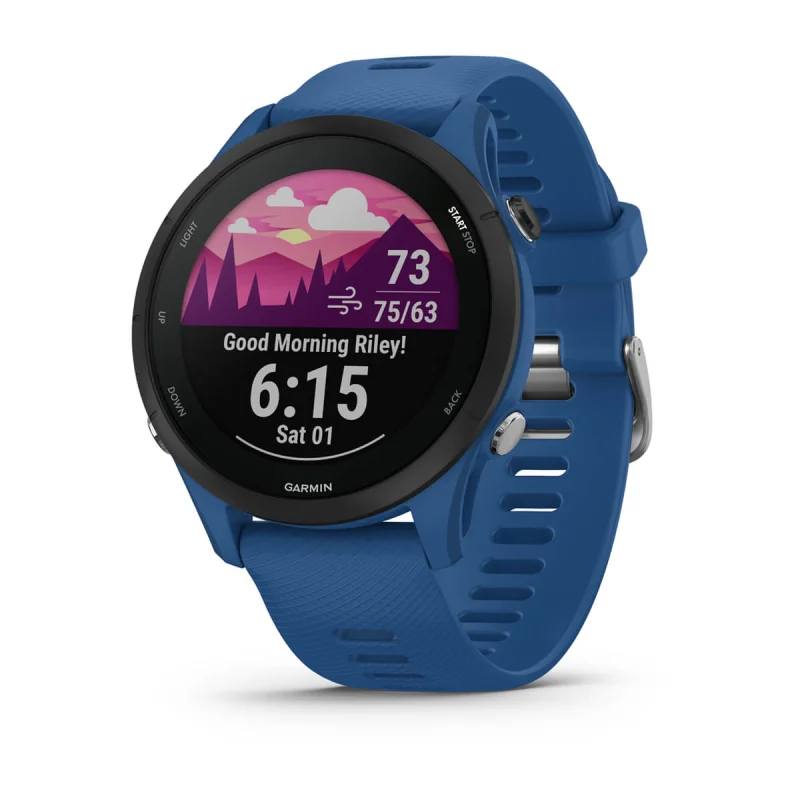 LIGHT
START STOP
UP
73
75/63
Good Morning Riley!
6:15
Sat 01
DOWN
BACK
GARMIN